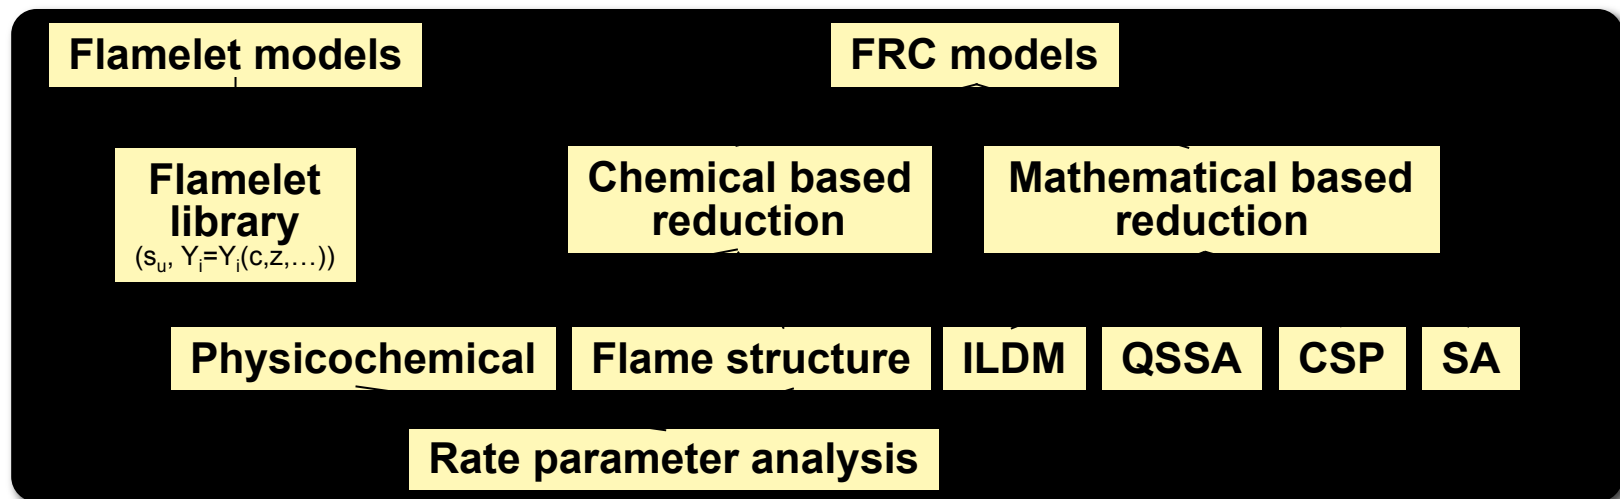 Flamelet models
FRC models
Flamelet
library
(s_u, Y_i=Y_i(c,z,…))
Chemical based
reduction
Mathematical based
reduction
Physicochemical
Flame structure
ILDM
QSSA
CSP
SA
Rate parameter analysis